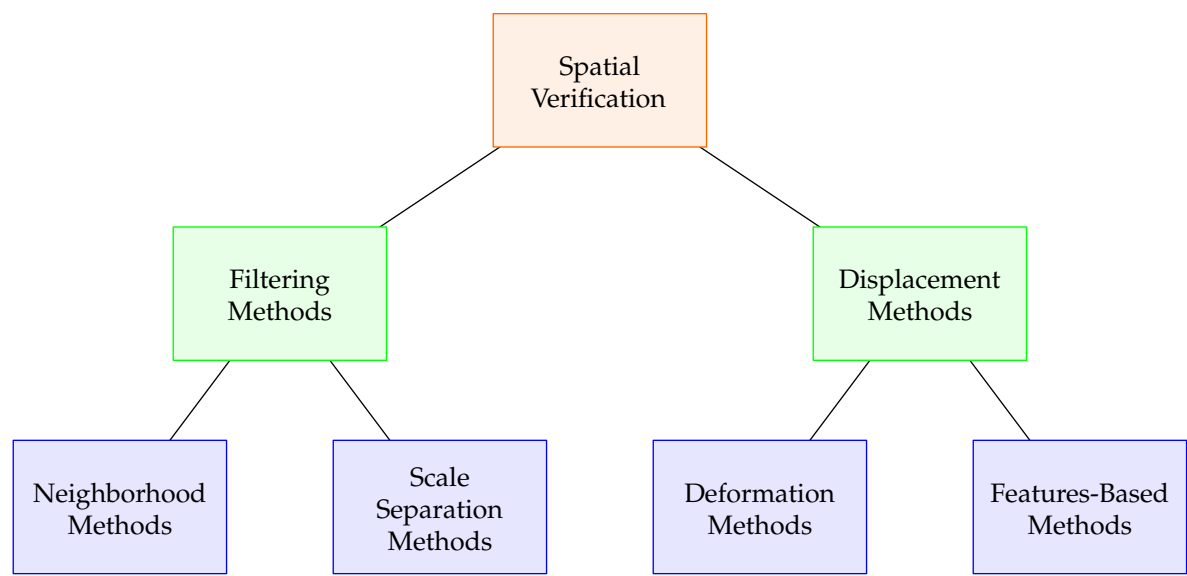 Spatial
Verification
Filtering
Methods
Displacement
Methods
Neighborhood
Methods
Scale
Separation
Methods
Deformation
Methods
Features-Based
Methods